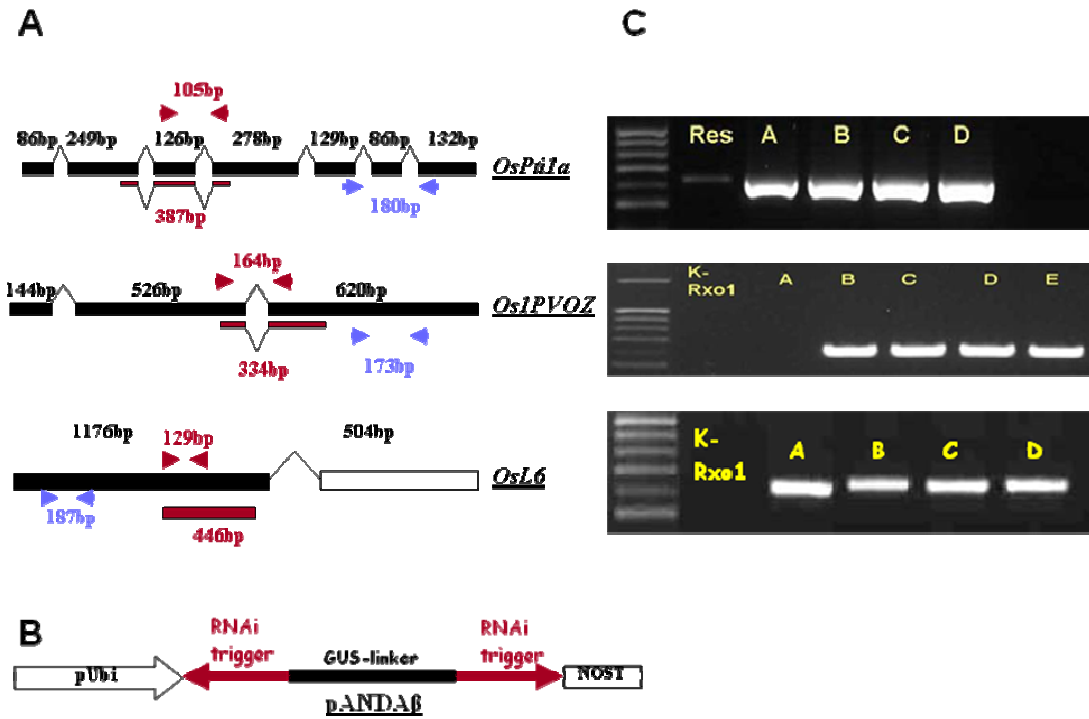 A
105bp
86bp 249bp 126bp 278bp 129bp 86bp 132bp
OsPti1a
387bp
180bp
164bp
144bp 526bp 620bp
Os1PVOZ
334bp
173bp
1176bp 129bp 504bp
OsL6
187bp
446bp
B
pUbi
RNAi
trigger
GUS-linker
RNAi
trigger
NOST
pANDAβ
C
Res A B C D
K-
Rxo1
A B C D E
K-
Rxo1
A B C D